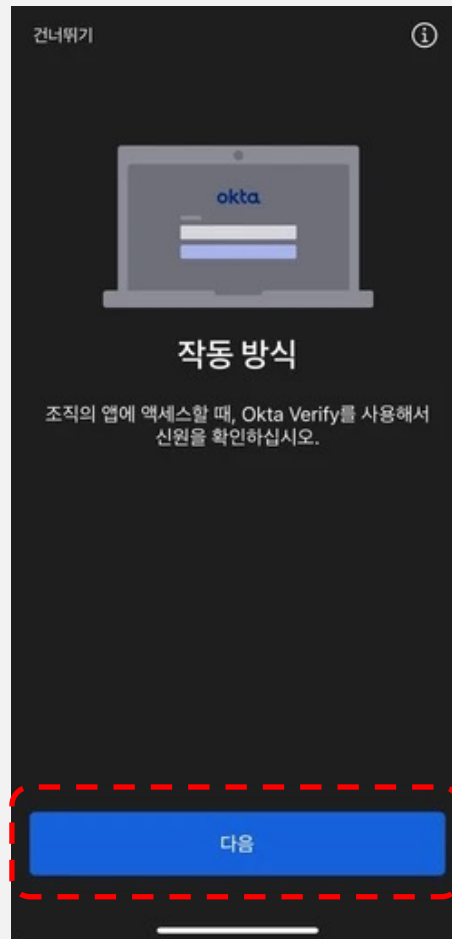 건너뛰기
okta
작동 방식
조직의 앱에 액세스할 때, Okta Verify를 사용해서
신원을 확인하십시오.
다음